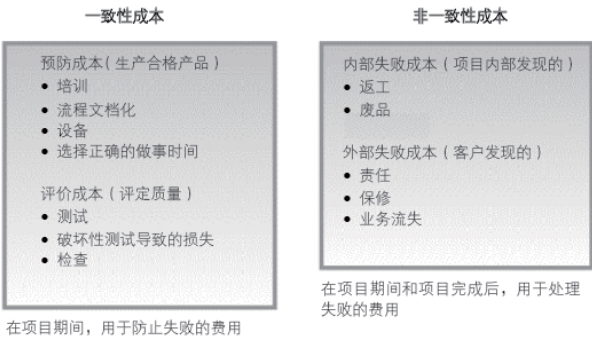 一致性成本
预防成本（生产合格产品）
● 培训
● 流程文档化
● 设备
● 选择正确的做事时间
评价成本（评定质量）
● 测试
● 破坏性测试导致的损失
● 检查
在项目期间，用于防止失败的费用
非一致性成本
内部失败成本（项目内部发现的）
● 返工
● 废品
外部失败成本（客户发现的）
● 责任
● 保修
● 业务流失
在项目期间和项目完成后，用于处理
失败的费用